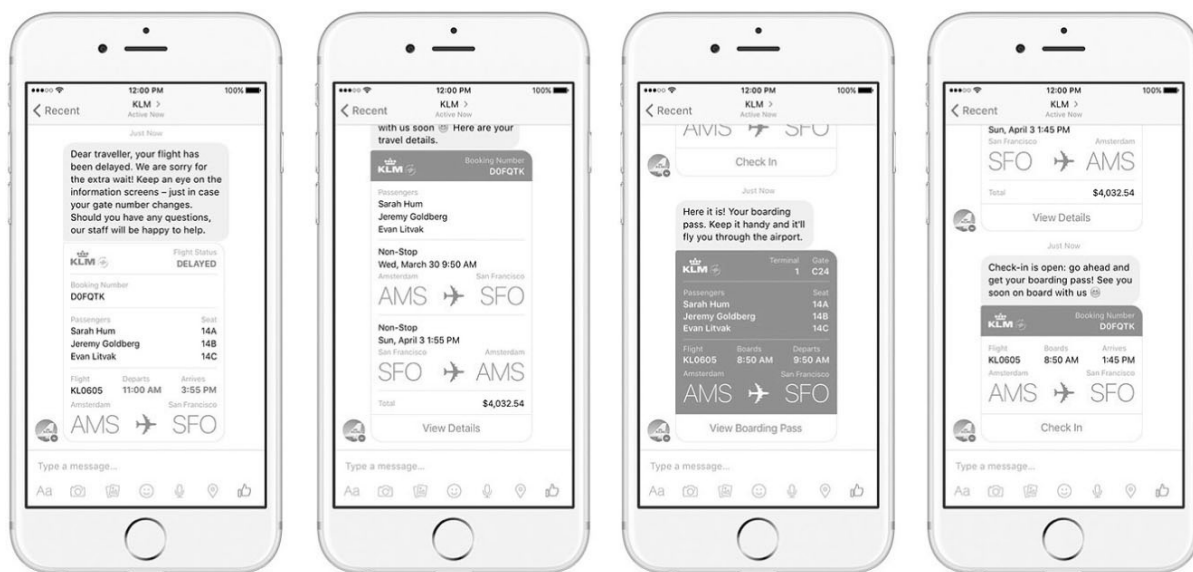 12:00 PM 100%
Recent KLM
Active Now
Just Now
Dear traveller, your flight has
been delayed. We are sorry for
the extra wait! Keep an eye on the
information screens – just in case
your gate number changes.
Should you have any questions,
our staff will be happy to help.
KLM
Flight Status
DELAYED
Booking Number
D0FQTK
Passengers Seat
Sarah Hum 14A
Jeremy Goldberg 14B
Evan Litvak 14C
Flight Departs Arrives
KL0605 11:00 AM 3:55 PM
Amsterdam San Francisco
AMS SFO
Type a message...
Aa
12:00 PM 100%
Recent KLM
Active Now
with us soon Here are your
travel details.
KLM
Booking Number
D0FQTK
Passengers
Sarah Hum
Jeremy Goldberg
Evan Litvak
Non-Stop
Wed, March 30 9:50 AM
Amsterdam San Francisco
AMS SFO
Non-Stop
Sun, April 3 1:55 PM
San Francisco Amsterdam
SFO AMS
Total $4,032.54
View Details
Type a message...
Aa
12:00 PM 100%
Recent KLM
Active Now
AMS SFO
Check In
Just Now
Here it is! Your boarding
pass. Keep it handy and it'll
fly you through the airport.
KLM
Terminal Gate
1 C24
Passengers Seat
Sarah Hum 14A
Jeremy Goldberg 14B
Evan Litvak 14C
Flight Boards Departs
KL0605 8:50 AM 9:50 AM
Amsterdam San Francisco
AMS SFO
View Boarding Pass
Type a message...
Aa
12:00 PM 100%
Recent KLM
Active Now
Sun, April 3 1:45 PM
San Francisco Amsterdam
SFO AMS
Total $4,032.54
View Details
Just Now
Check-in is open: go ahead and
get your boarding pass! See you
soon on board with us
KLM
Booking Number
D0FQTK
Flight Boards Arrives
KL0605 8:50 AM 1:45 PM
Amsterdam San Francisco
AMS SFO
Check In
Type a message...
Aa